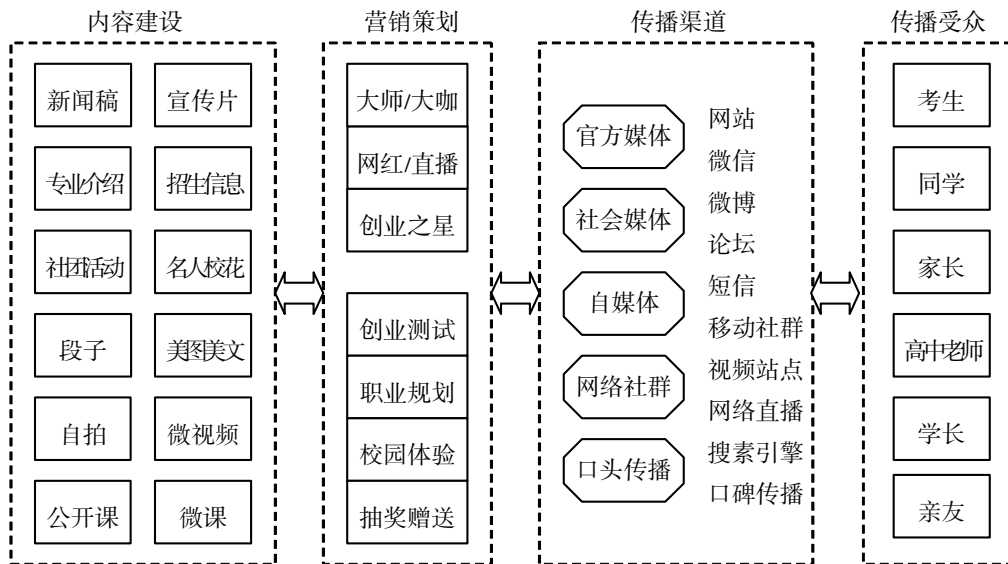 内容建设
新闻稿
宣传片
专业介绍
招生信息
社团活动
名人校花
段子
美图美文
自拍
微视频
公开课
微课
营销策划
大师/大咖
网红/直播
创业之星
创业测试
职业规划
校园体验
抽奖赠送
传播渠道
官方媒体
社会媒体
自媒体
网络社群
口头传播
网站
微信
微博
论坛
短信
移动社群
视频站点
网络直播
搜素引擎
口碑传播
传播受众
考生
同学
家长
高中老师
学长
亲友